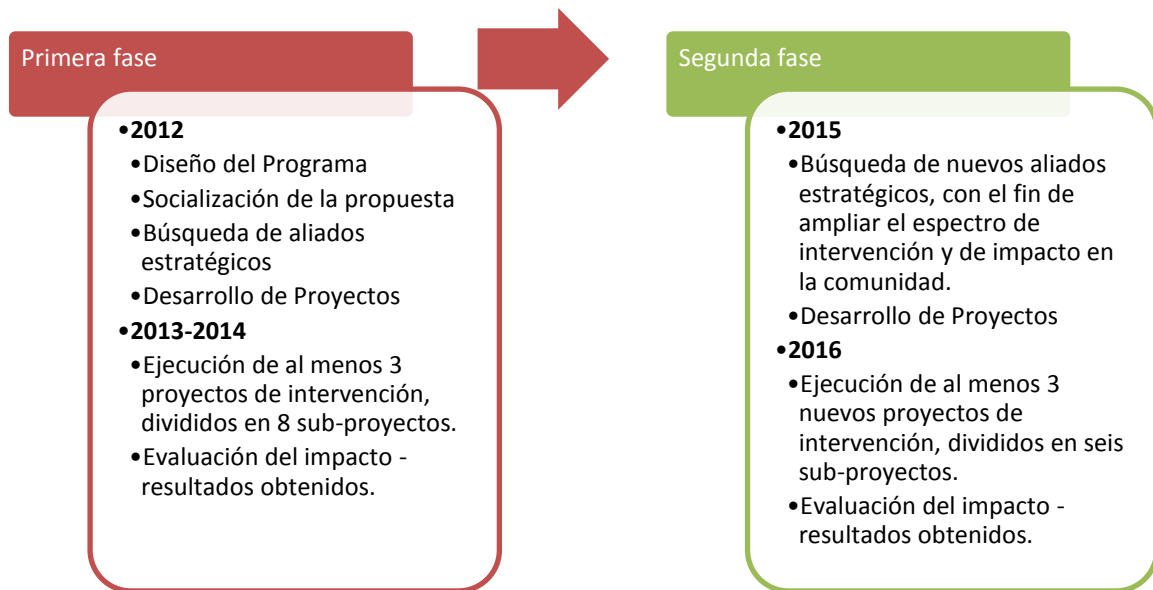 Primera fase
•2012
•Diseño del Programa
•Socialización de la propuesta
•Búsqueda de aliados
estratégicos
•Desarrollo de Proyectos
•2013-2014
•Ejecución de al menos 3
proyectos de intervención,
divididos en 8 sub-proyectos.
•Evaluación del impacto -
resultados obtenidos.
Segunda fase
•2015
•Búsqueda de nuevos aliados
estratégicos, con el fin de
ampliar el espectro de
intervención y de impacto en
la comunidad.
•Desarrollo de Proyectos
•2016
•Ejecución de al menos 3
nuevos proyectos de
intervención, divididos en seis
sub-proyectos.
•Evaluación del impacto -
resultados obtenidos.